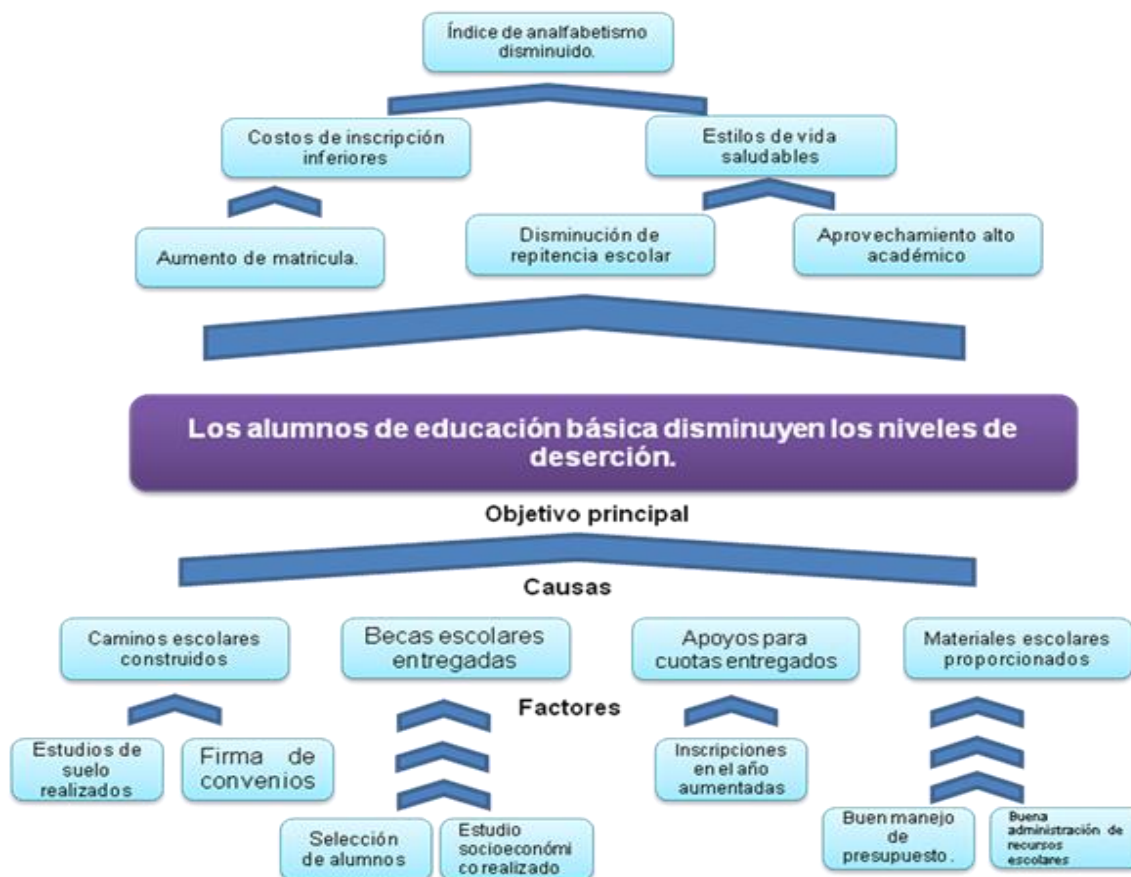 Índice de analfabetismo
disminuido.
Costos de inscripción
inferiores
Estilos de vida
saludables
Aumento de matricula.
Disminución de
repitencia escolar
Aprovechamiento alto
académico
Los alumnos de educación básica disminuyen los niveles de
deserción.
Objetivo principal
Causas
Caminos escolares
construidos
Becas escolares
entregadas
Apoyos para
cuotas entregados
Materiales escolares
proporcionados
Factores
Estudios de
suelo realizados
Firma de
convenios
Inscripciones
en el año
aumentadas
Selección
de alumnos
Estudio
socioeconómi
co realizado
Buen manejo
de
presupuesto.
Buena
administración de
recursos
escolares